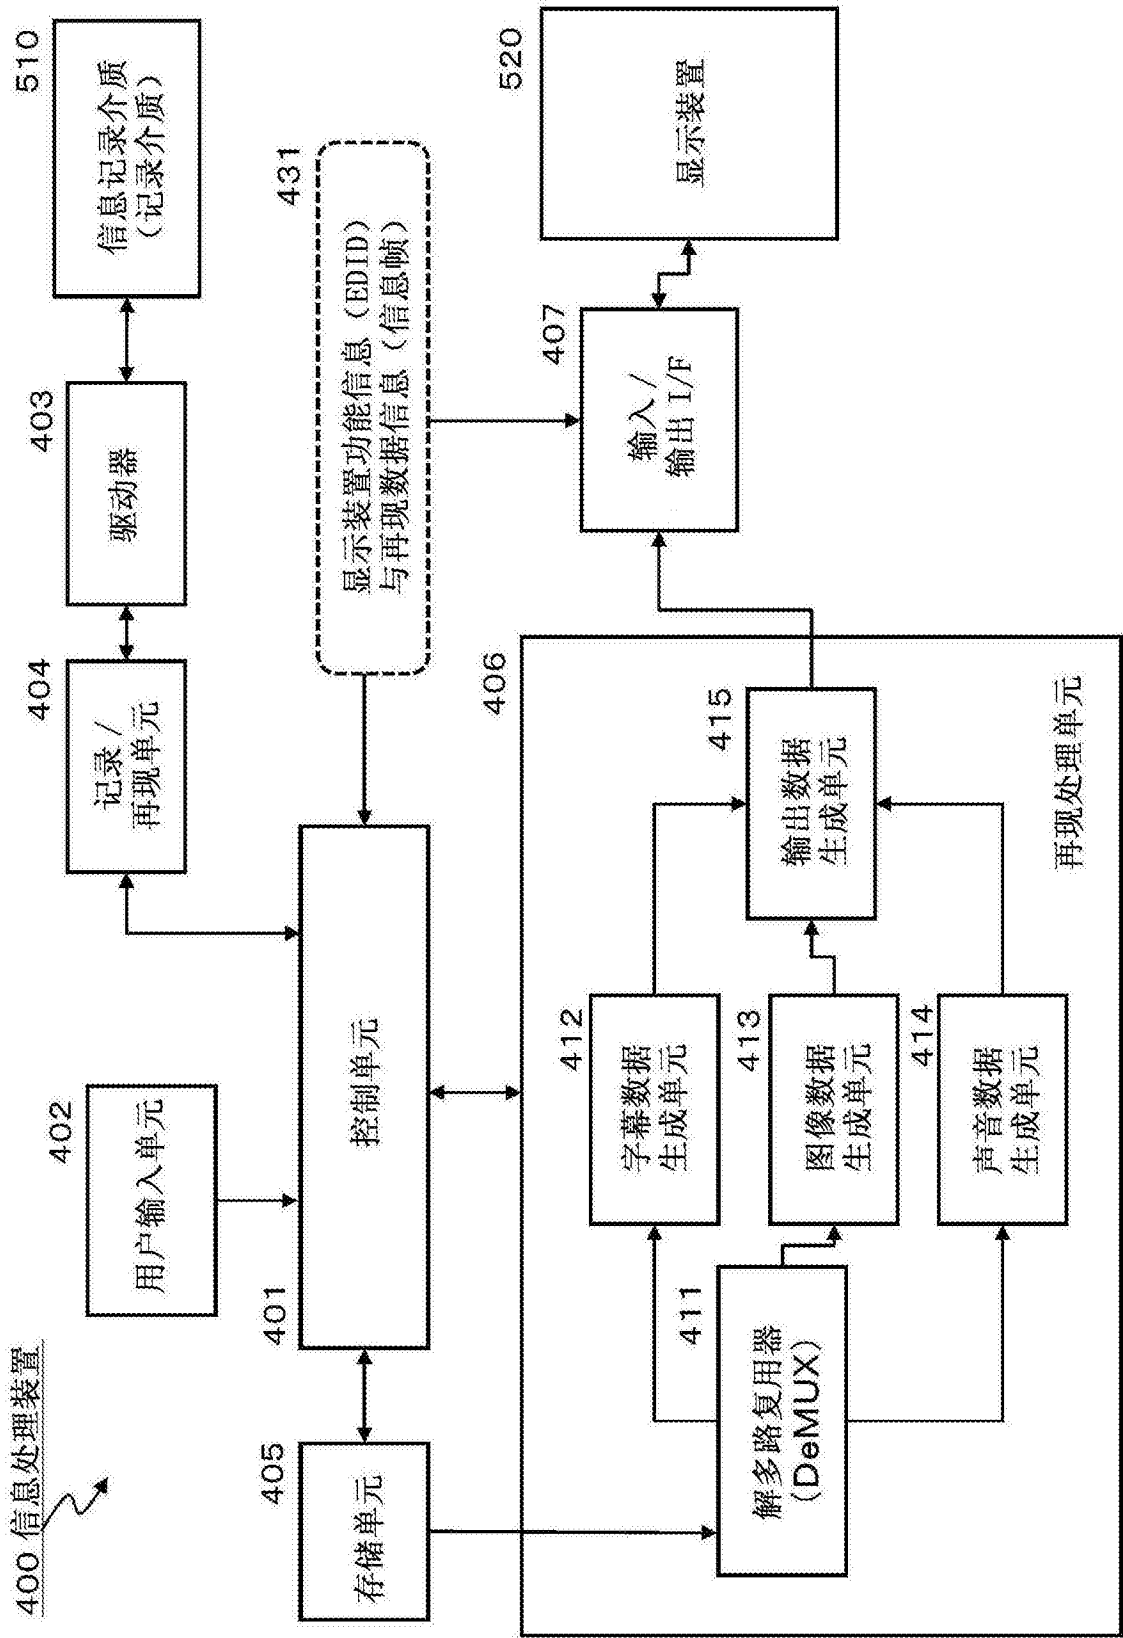 400 信息处理装置
402
用户输入单元
404
记录/
再现单元
403
驱动器
510
信息记录介质
(记录介质)
405
存储单元
401
控制单元
431
显示装置功能信息(EDID)
与再现数据信息(信息帧)
406
411
解多路复用器
(DeMUX)
412
字幕数据
生成单元
413
图像数据
生成单元
414
声音数据
生成单元
415
输出数据
生成单元
再现处理单元
407
输入/
输出 I/F
520
显示装置